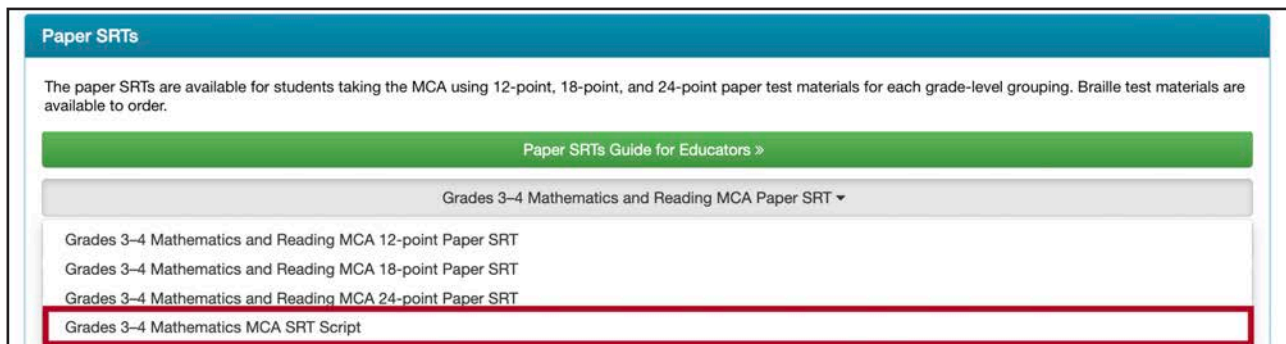 Paper SRTs
The paper SRTs are available for students taking the MCA using 12-point, 18-point, and 24-point paper test materials for each grade-level grouping. Braille test materials are
available to order.
Paper SRTs Guide for Educators »
Grades 3–4 Mathematics and Reading MCA Paper SRT
Grades 3–4 Mathematics and Reading MCA 12-point Paper SRT
Grades 3–4 Mathematics and Reading MCA 18-point Paper SRT
Grades 3–4 Mathematics and Reading MCA 24-point Paper SRT
Grades 3–4 Mathematics MCA SRT Script